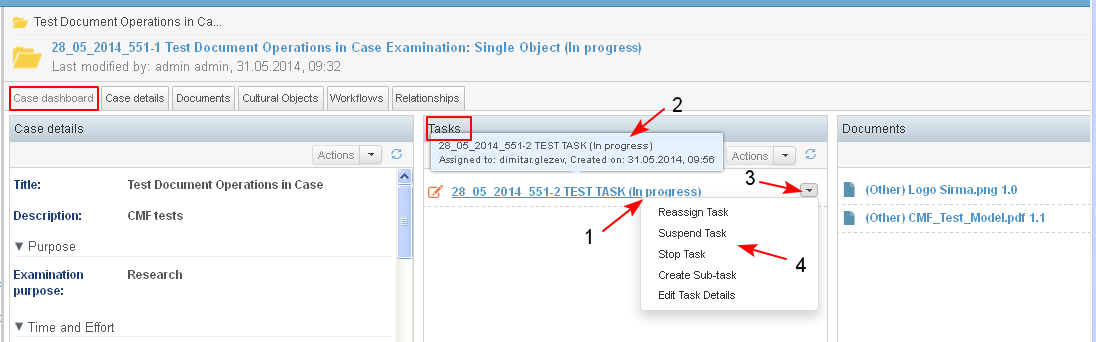 Test Document Operations in Ca...
28_05_2014_551-1 Test Document Operations in Case Examination: Single Object (In progress)
Last modified by: admin admin, 31.05.2014, 09:32
Case dashboard Case details Documents Cultural Objects Workflows Relationships
Case details
Actions
Title: Test Document Operations in Case
Description: CMF tests
Purpose
Examination purpose: Research
Time and Effort
Tasks
2
28_05_2014_551-2 TEST TASK (In progress)
Assigned to: dimitar.glezev, Created on: 31.05.2014, 09:56
Actions
3
28_05_2014_551-2 TEST TASK (In progress)
1
Reassign Task
Suspend Task
Stop Task
4
Create Sub-task
Edit Task Details
Documents
(Other) Logo Sirma.png 1.0
(Other) CMF_Test_Model.pdf 1.1